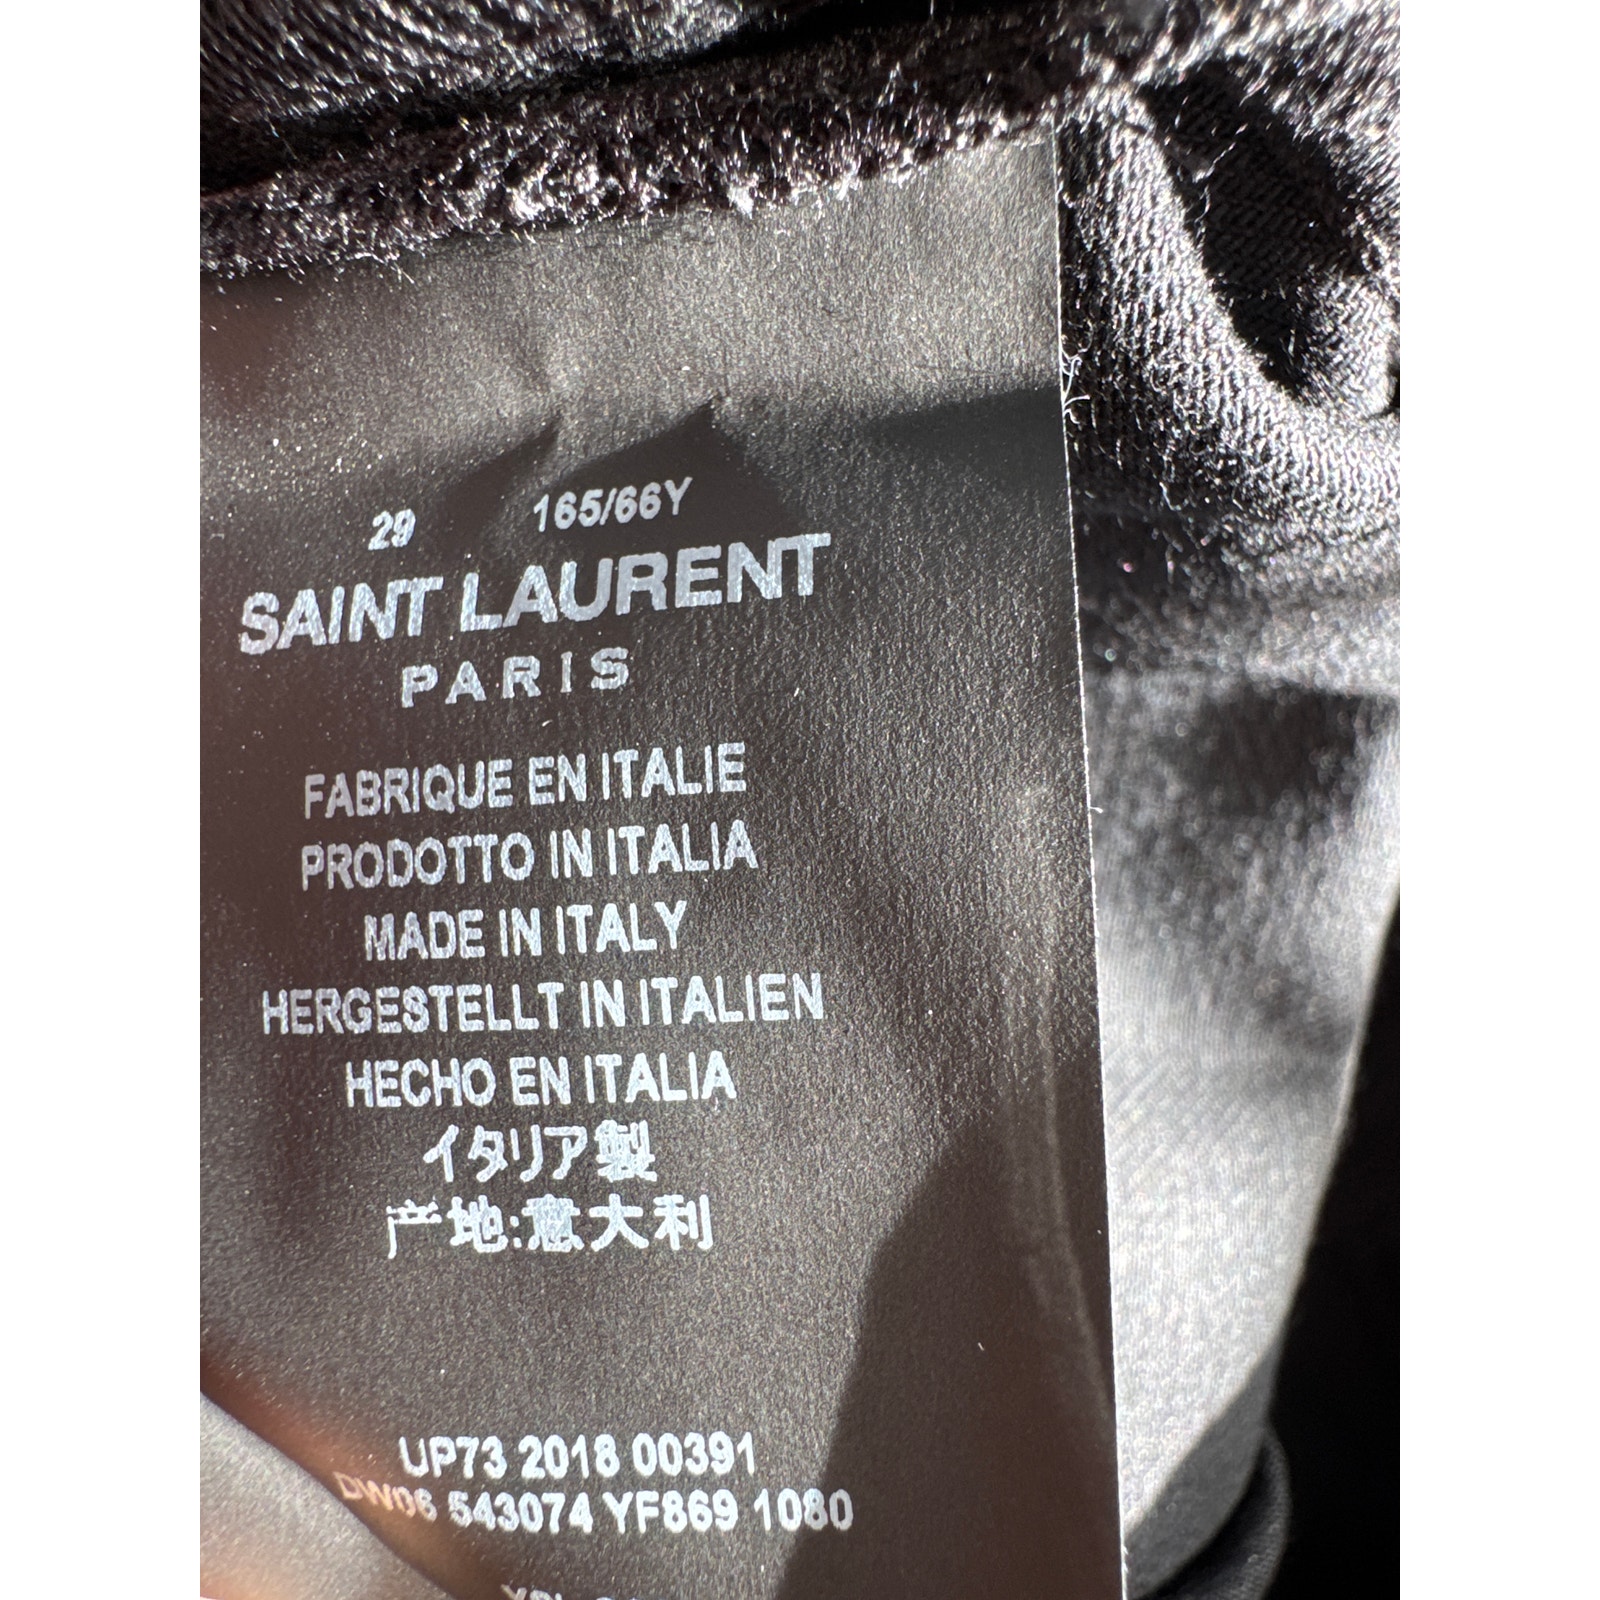 29 165/66Y
SAINT LAURENT
PARIS
FABRIQUE EN ITALIE
PRODOTTO IN ITALIA
MADE IN ITALY
HERGESTELLT IN ITALIEN
HECHO EN ITALIA
イタリア製
产地:意大利
UP73 2018 00391
DW06 543074 YF869 1080